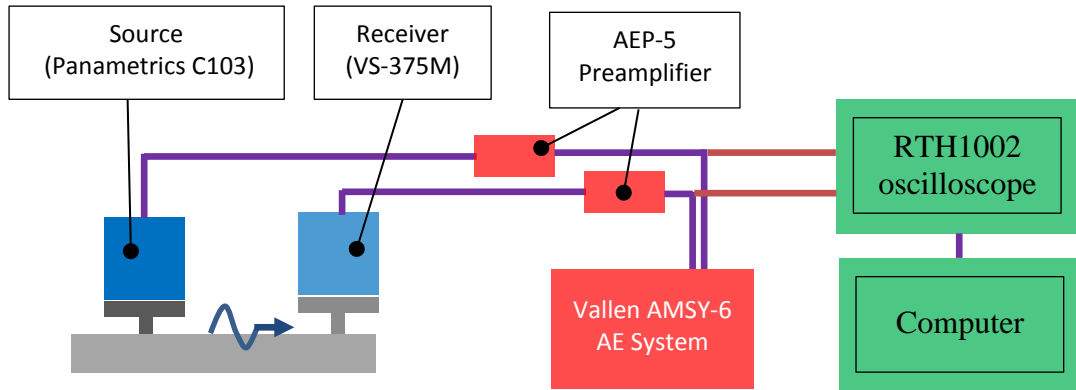 Source
(Panametrics C103)
Receiver
(VS-375M)
AEP-5
Preamplifier
RTH1002
oscilloscope
Vallen AMSY-6
AE System
Computer